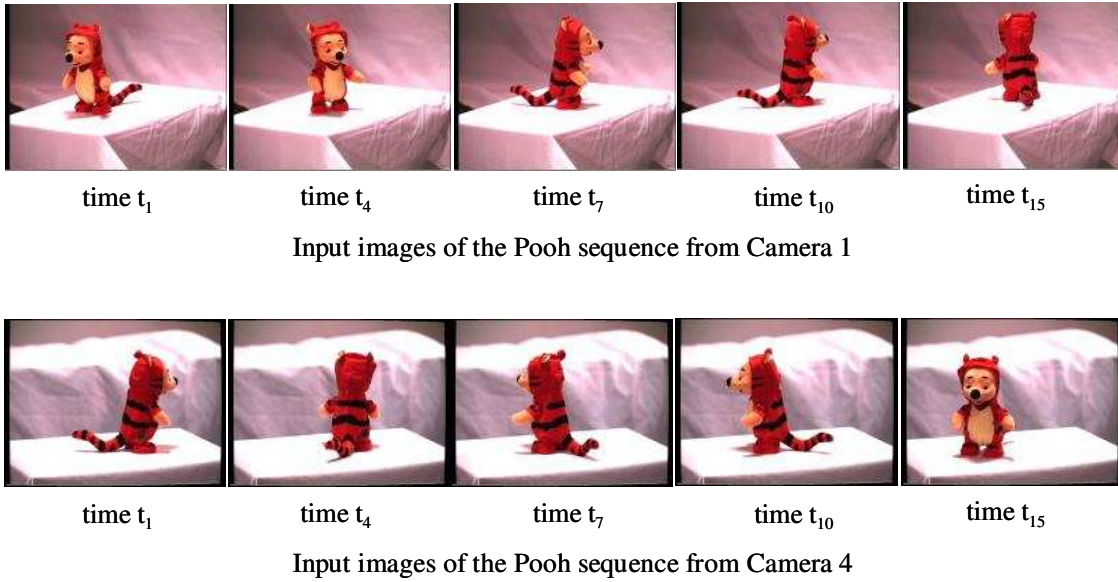 time t₁ time t₄ time t₇ time t₁₀ time t₁₅
Input images of the Pooh sequence from Camera 1
time t₁ time t₄ time t₇ time t₁₀ time t₁₅
Input images of the Pooh sequence from Camera 4